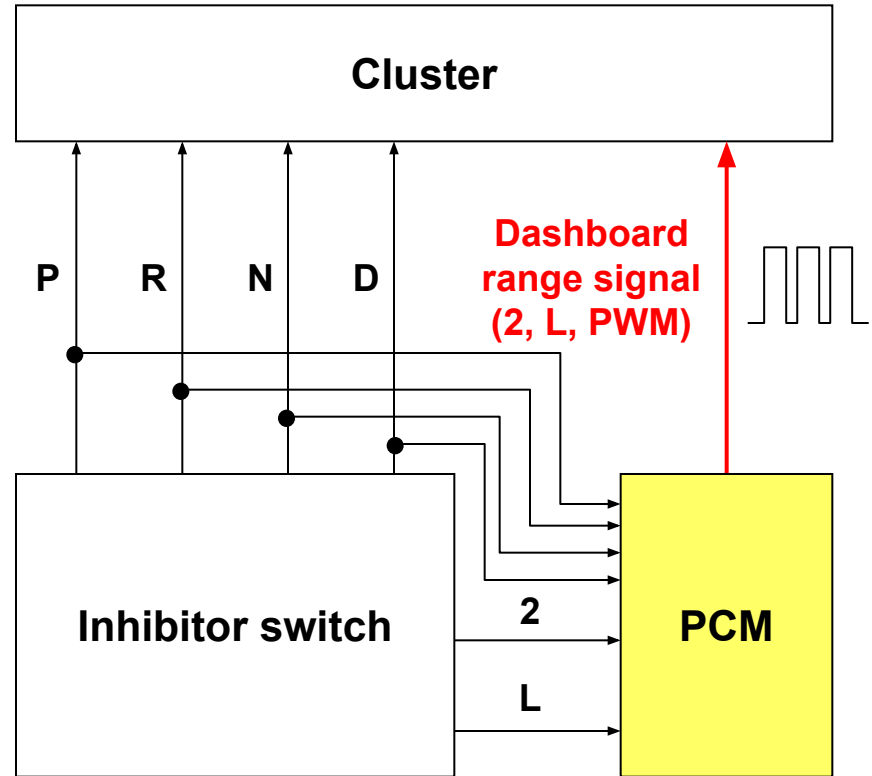 Cluster
P
R
N
D
Dashboard
range signal
(2, L, PWM)
Inhibitor switch
2
L
PCM